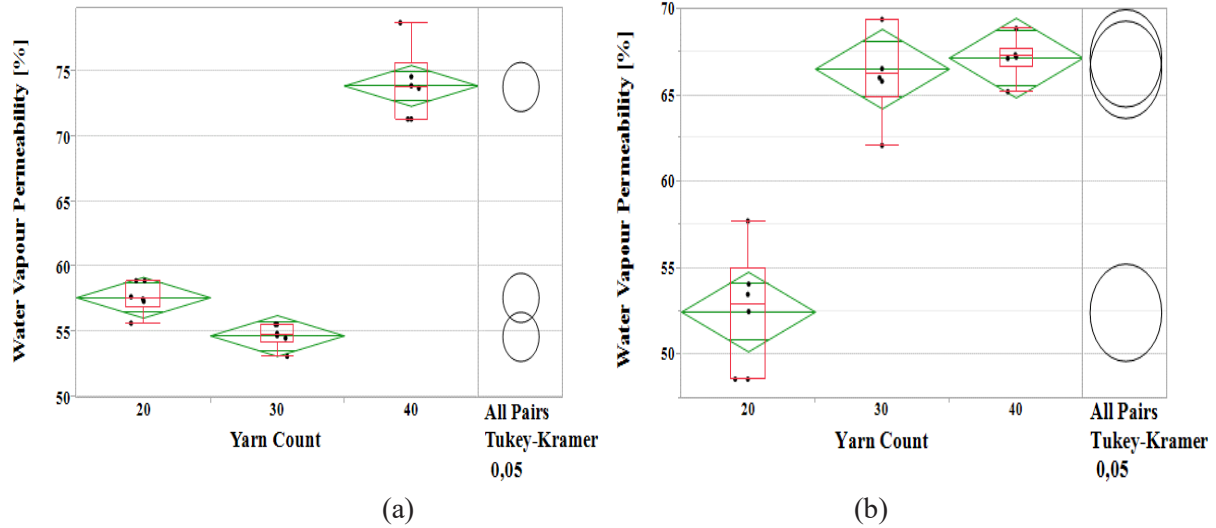 Water Vapour Permeability [%]
75
70
65
60
55
50
20
30
40
Yarn Count
All Pairs
Tukey-Kramer
0,05
(a)
Water Vapour Permeability [%]
70
65
60
55
50
20
30
40
Yarn Count
All Pairs
Tukey-Kramer
0,05
(b)